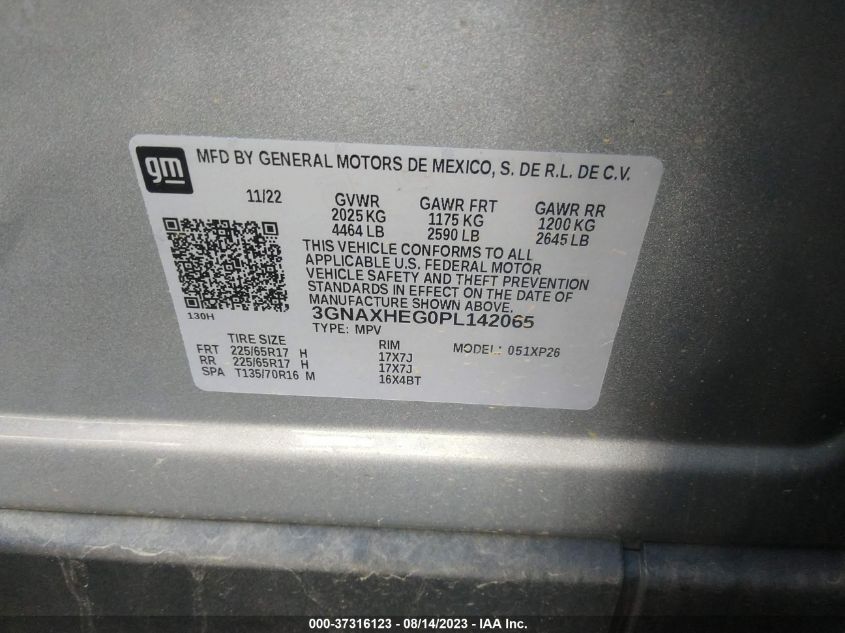 gm
MFD BY GENERAL MOTORS DE MEXICO, S. DE R.L. DE C.V.
11/22 GVWR GAWR FRT GAWR RR
2025 KG 1175 KG 1200 KG
4464 LB 2590 LB 2645 LB
THIS VEHICLE CONFORMS TO ALL
APPLICABLE U.S. FEDERAL MOTOR
VEHICLE SAFETY AND THEFT PREVENTION
STANDARDS IN EFFECT ON THE DATE OF
MANUFACTURE SHOWN ABOVE.
130H
3GNAXHEG0PL142065
TYPE: MPV
TIRE SIZE RIM MODEL: 051XP26
FRT 225/65R17 H 17X7J
RR 225/65R17 H 17X7J
SPA T135/70R16 M 16X4BT
000-37316123 - 08/14/2023 - IAA Inc.